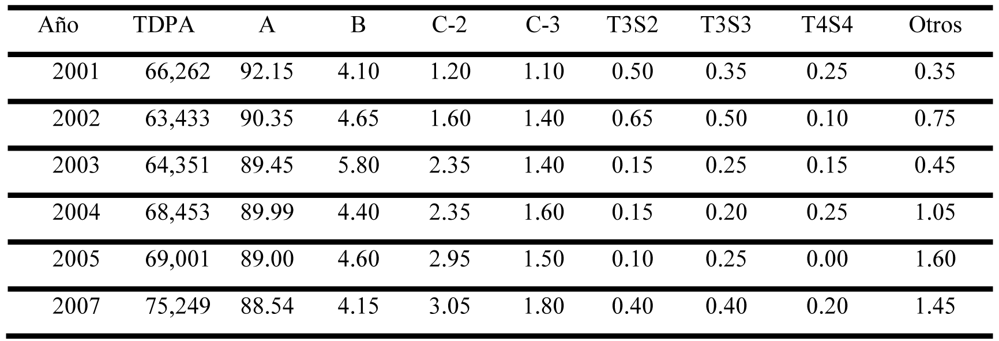 Año TDPA A B C-2 C-3 T3S2 T3S3 T4S4 Otros
2001 66,262 92.15 4.10 1.20 1.10 0.50 0.35 0.25 0.35
2002 63,433 90.35 4.65 1.60 1.40 0.65 0.50 0.10 0.75
2003 64,351 89.45 5.80 2.35 1.40 0.15 0.25 0.15 0.45
2004 68,453 89.99 4.40 2.35 1.60 0.15 0.20 0.25 1.05
2005 69,001 89.00 4.60 2.95 1.50 0.10 0.25 0.00 1.60
2007 75,249 88.54 4.15 3.05 1.80 0.40 0.40 0.20 1.45